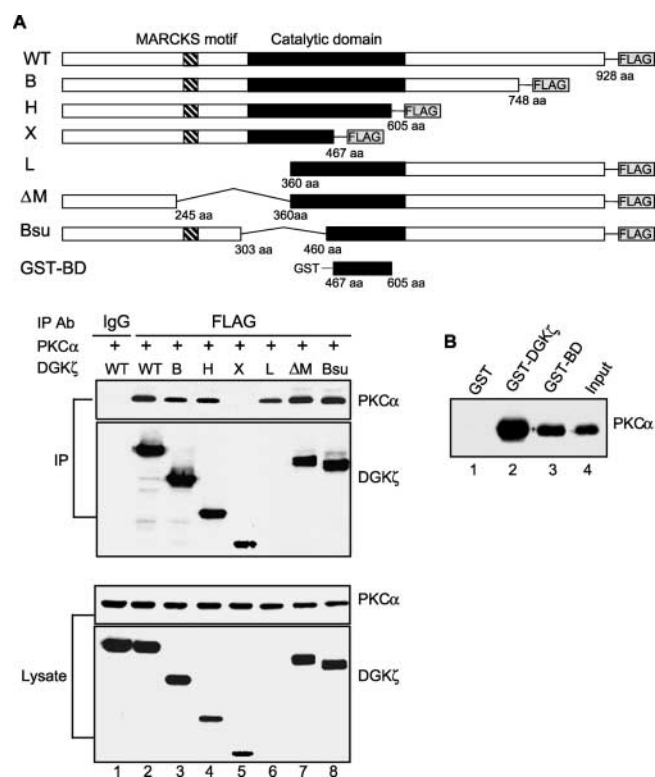 A
MARCKS motif Catalytic domain
WT FLAG
928 aa
B FLAG
748 aa
H FLAG
605 aa
X FLAG
467 aa
L FLAG
360 aa
ΔM FLAG
245 aa 360aa
Bsu FLAG
303 aa 460 aa
GST-BD GST
467 aa 605 aa
IP Ab IgG FLAG
PKCα + + + + + + + +
DGKζ WT WT B H X L ΔM Bsu
IP
PKCα
DGKζ
Lysate
PKCα
DGKζ
1 2 3 4 5 6 7 8
B
GST GST-DGKζ GST-BD Input
PKCα
1 2 3 4